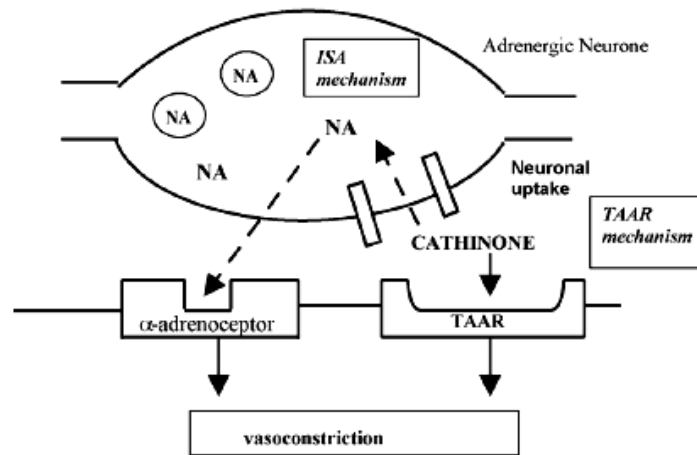 Adrenergic Neurone
ISA
mechanism
NA
NA
NA
NA
Neuronal
uptake
TAAR
mechanism
CATHINONE
α-adrenoceptor
TAAR
vasoconstriction